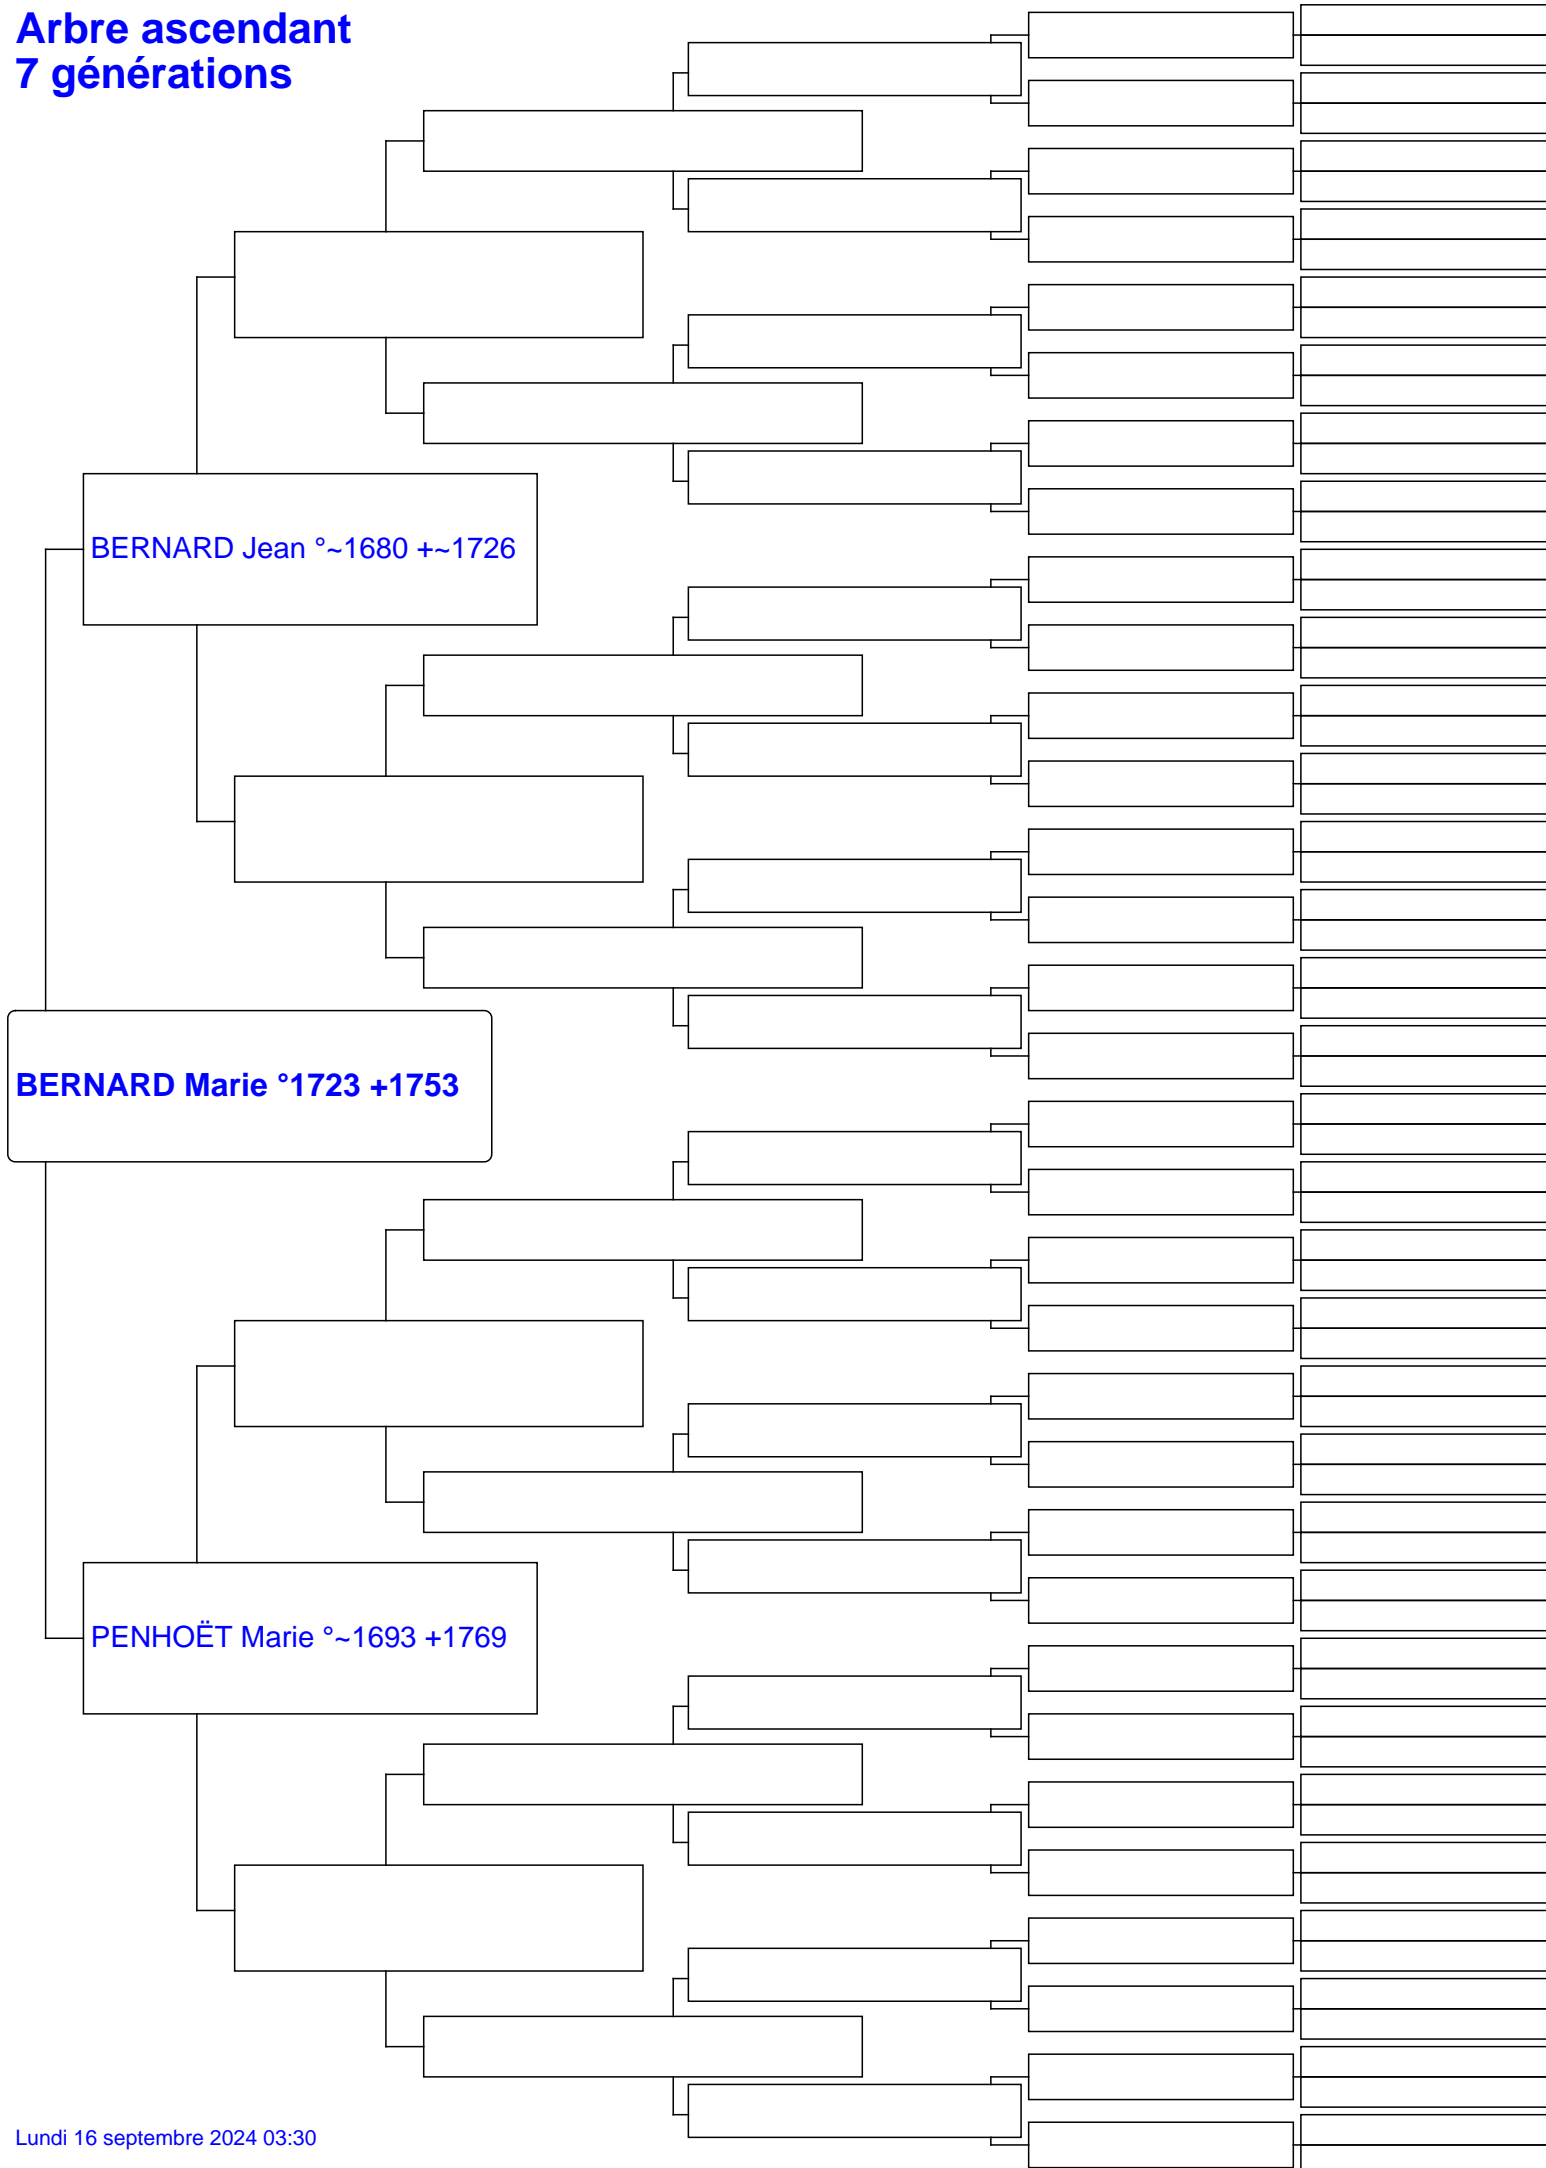 Arbre ascendant
7 générations
BERNARD Jean °~1680 +~1726
BERNARD Marie °1723 +1753
PENHOËT Marie °~1693 +1769
Lundi 16 septembre 2024 03:30